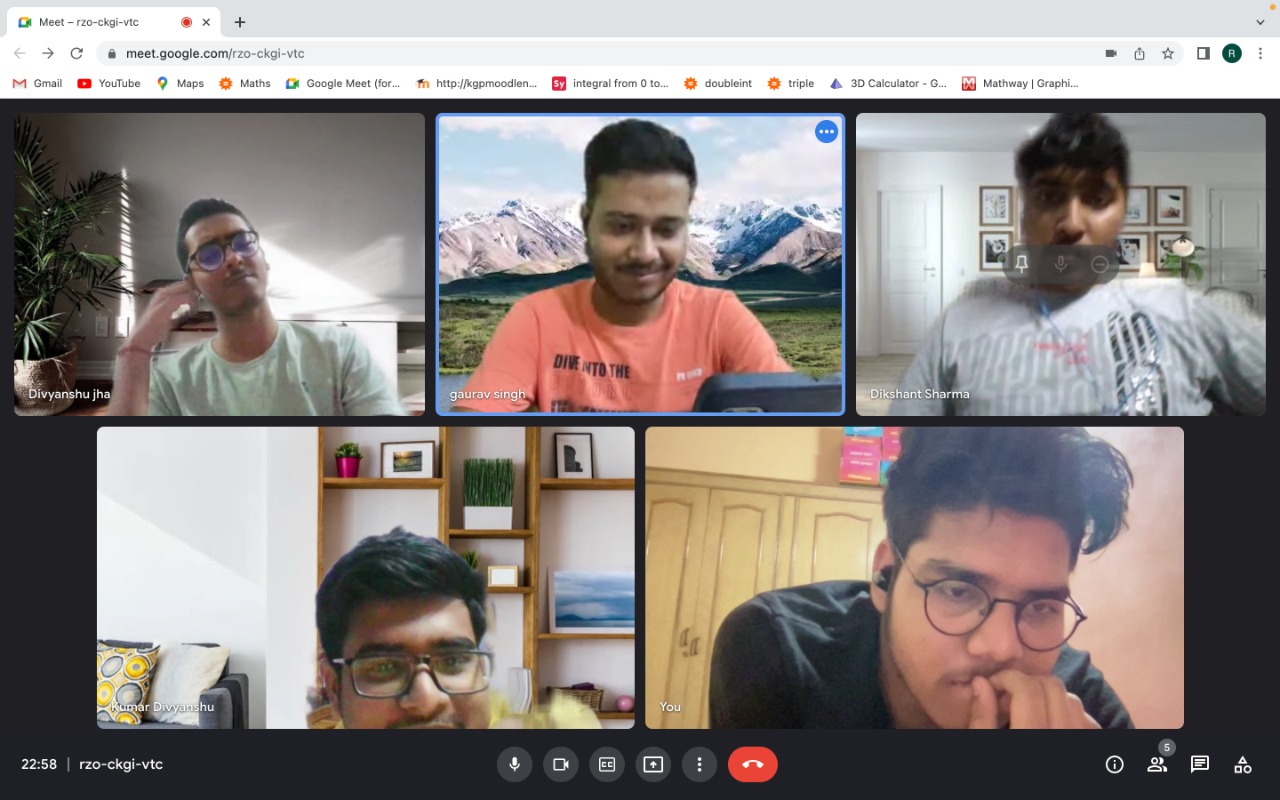 Meet – rzo-ckgi-vtc
meet.google.com/rzo-ckgi-vtc
R
Gmail YouTube Maps Maths Google Meet (for... http://kgpmoodlen... Sy integral from 0 to... doubleint triple 3D Calculator - G... Mathway | Graphi...
DIVE INTO THE
Divyanshu jha
gaurav singh
Dikshant Sharma
Kumar Divyanshu
You
22:58 | rzo-ckgi-vtc
CC
5